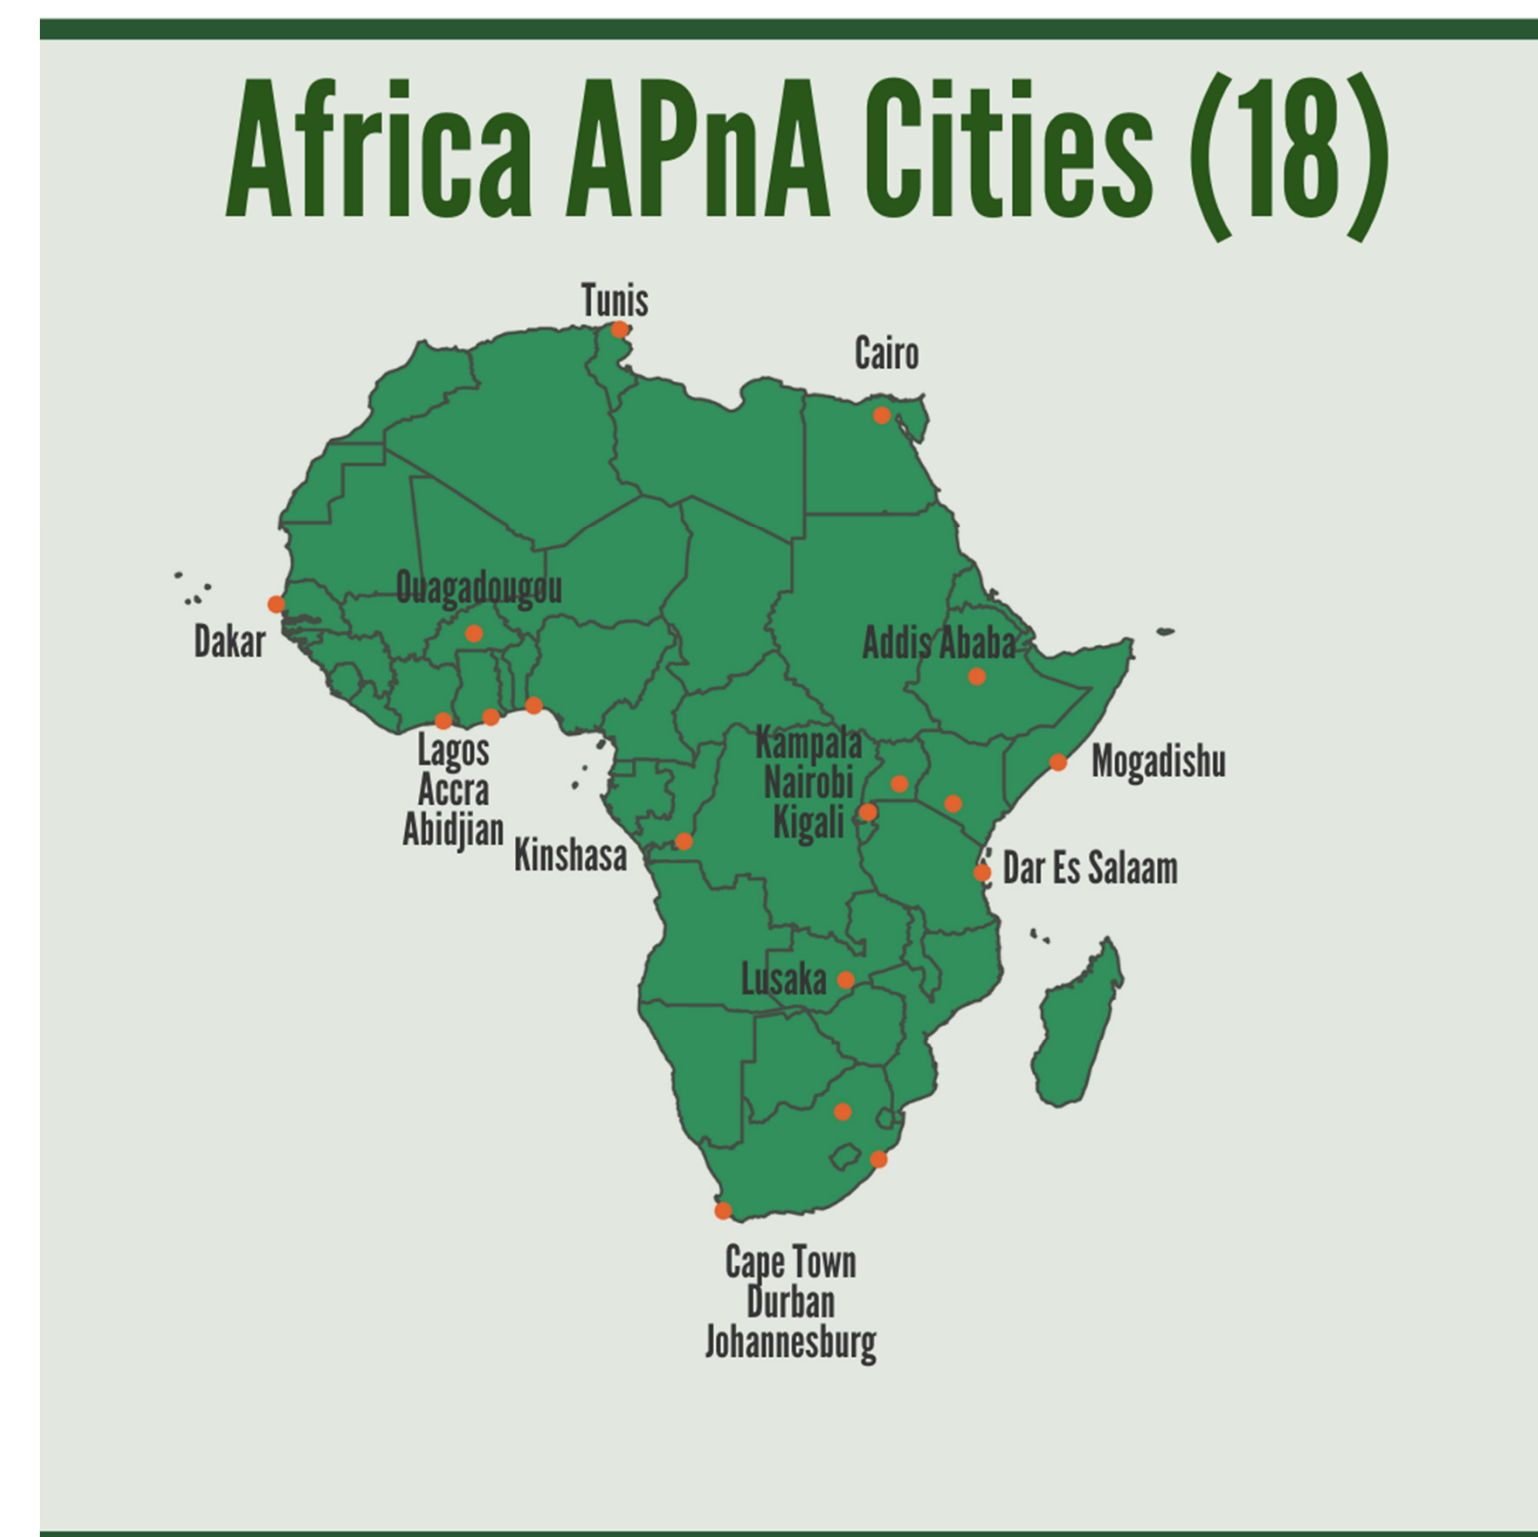 Africa APnA Cities (18)
Tunis
Cairo
Ouagadougou
Dakar
Addis Ababa
Lagos
Accra
Abidjian
Kampala
Nairobi
Kigali
Mogadishu
Kinshasa
Dar Es Salaam
Lusaka
Cape Town
Durban
Johannesburg